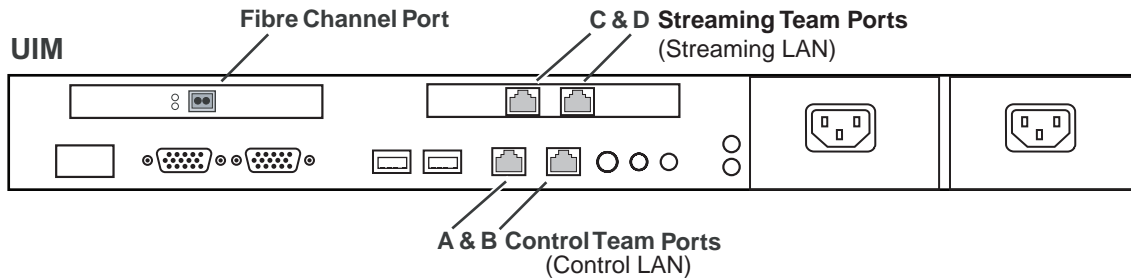 Fibre Channel Port
C & D Streaming Team Ports
(Streaming LAN)
UIM
A & B Control Team Ports
(Control LAN)